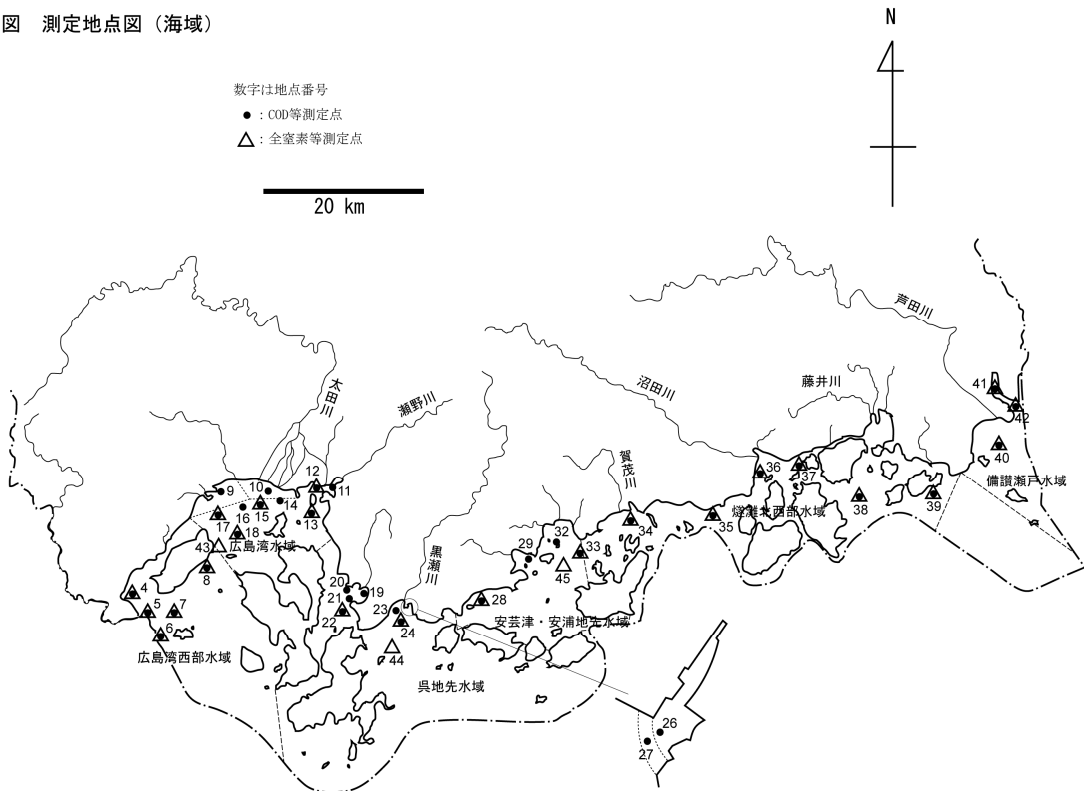 図　測定地点図（海域）
N
数字は地点番号
●：COD等測定点
△：全窒素等測定点
20 km
芦田川
太田川
瀬野川
沼田川
藤井川
賀茂川
黒瀬川
41
42
40
備讃瀬戸水域
36
37
38
39
燧灘北西部水域
35
34
12
11
9
10
14
15
16
13
17
18
43
広島湾水域
8
32
29
33
45
4
5
7
6
広島湾西部水域
20
19
21
22
23
24
28
安芸津・安浦地先水域
44
呉地先水域
26
27